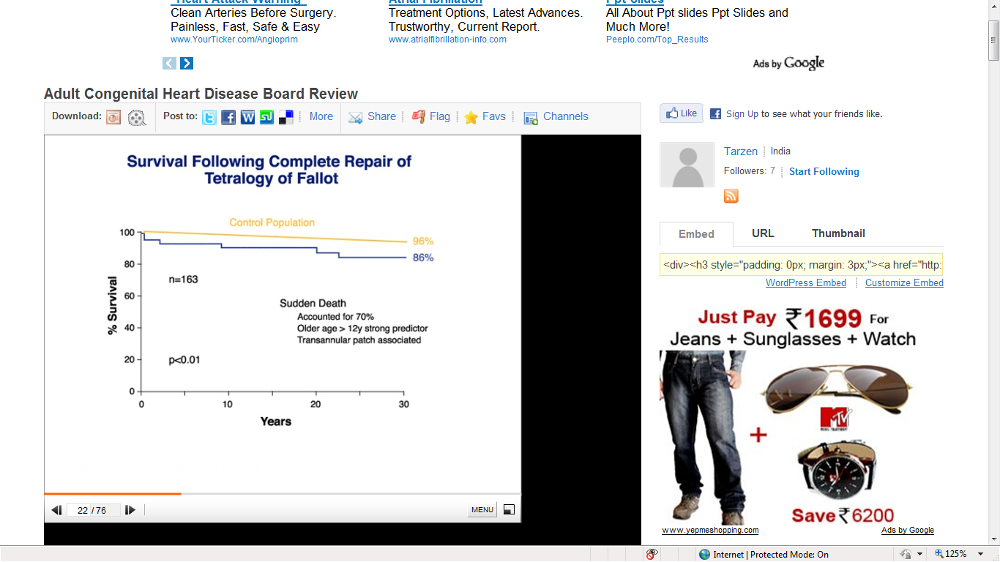 "Heart Attack Warning"
Clean Arteries Before Surgery.
Painless, Fast, Safe & Easy
www.YourTicker.com/Angioprim
Atrial Fibrillation
Treatment Options, Latest Advances.
Trustworthy, Current Report.
www.atrialfibrillation-info.com
Ppt Slides
All About Ppt slides Ppt Slides and
Much More!
Peeplo.com/Top_Results
Ads by Google
Adult Congenital Heart Disease Board Review
Download: Post to: More Share Flag Favs Channels
Survival Following Complete Repair of
Tetralogy of Fallot
Control Population
96%
86%
% Survival
100
80
60
40
20
0
n=163
Sudden Death
Accounted for 70%
Older age > 12y strong predictor
Transannular patch associated
p<0.01
0 10 20 30
Years
22 / 76
MENU
Like Sign Up to see what your friends like.
Tarzen India
Followers: 7 Start Following
Embed URL Thumbnail
<div><h3 style="padding: 0px; margin: 3px;"><a href="http:
WordPress Embed Customize Embed
Just Pay ₹1699 For
Jeans + Sunglasses + Watch
MTV
+
Save ₹6200
www.yepmeshopping.com Ads by Google
Internet | Protected Mode: On
125%